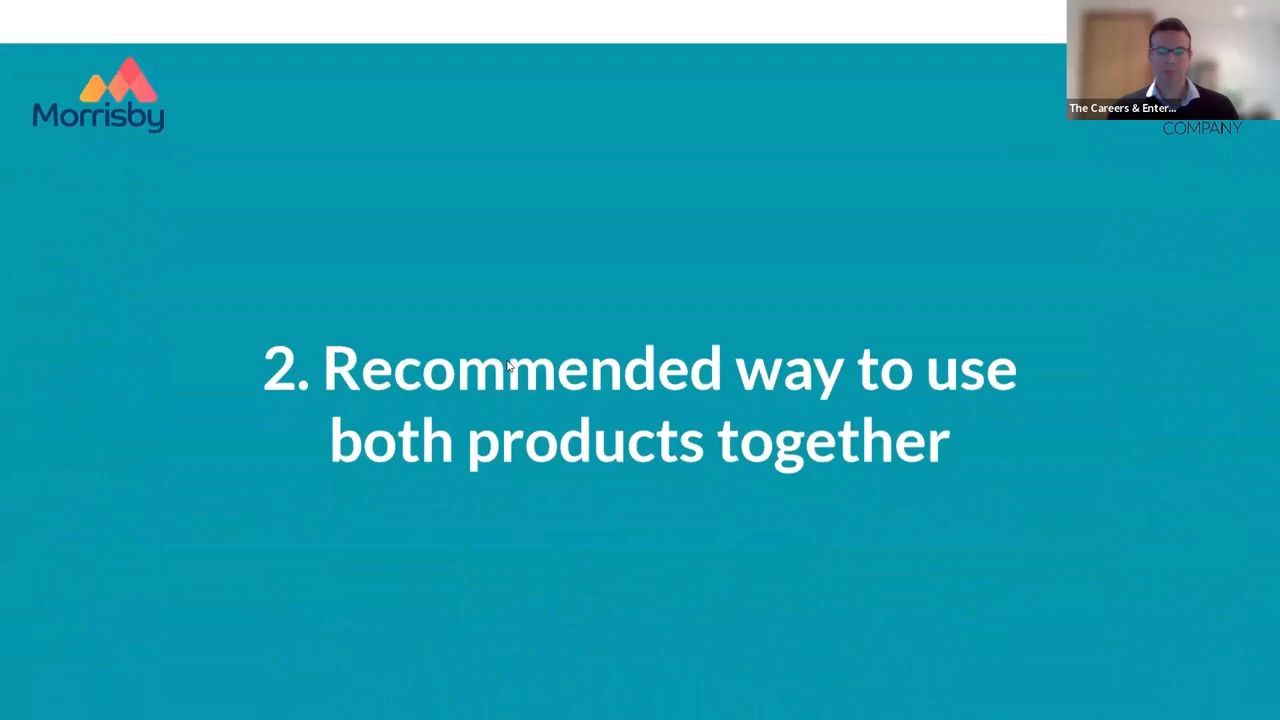 Morrisby
The Careers & Enter...
COMPANY
2. Recommended way to use
both products together